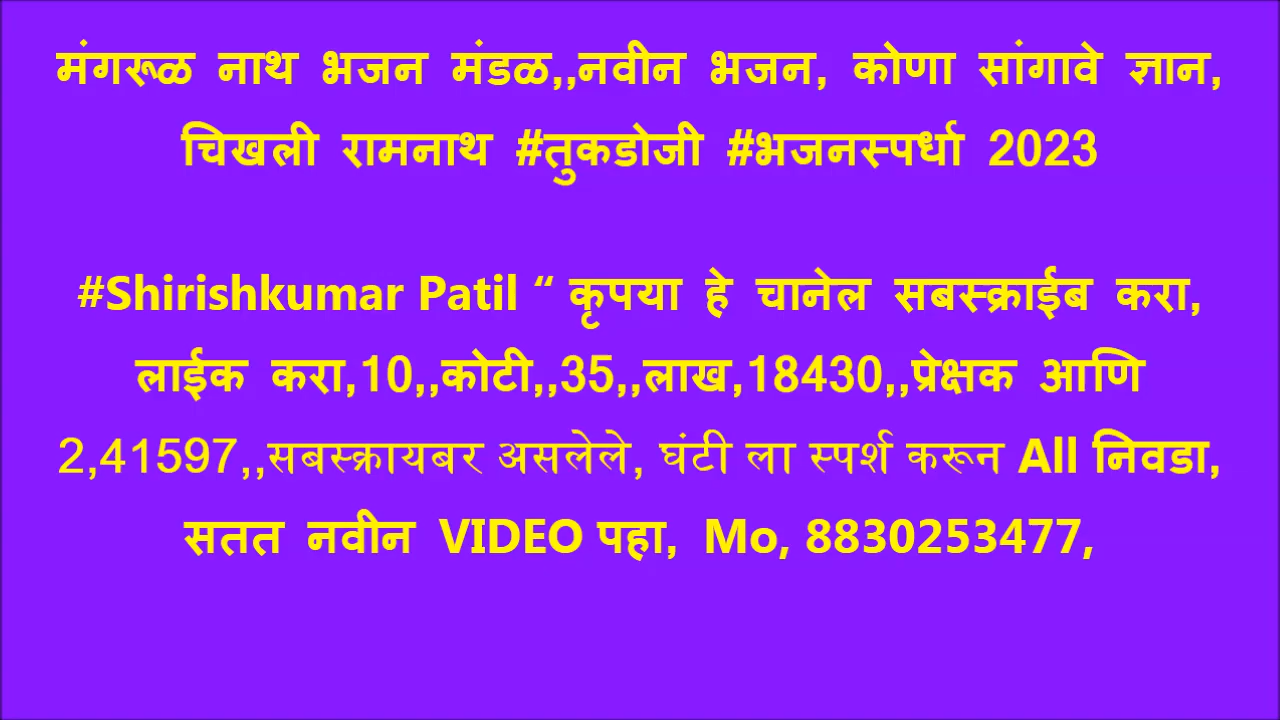 मंगरूळ नाथ भजन मंडळ,,नवीन भजन, कोणा सांगावे ज्ञान,
चिखली रामनाथ #तुकडोजी #भजनस्पर्धा 2023
#Shirishkumar Patil “ कृपया हे चानेल सबस्क्राईब करा,
लाईक करा,10,,कोटी,,35,,लाख,18430,,प्रेक्षक आणि
2,41597,,सबस्क्रायबर असलेले, घंटी ला स्पर्श करून All निवडा,
सतत नवीन VIDEO पहा, Mo, 8830253477,